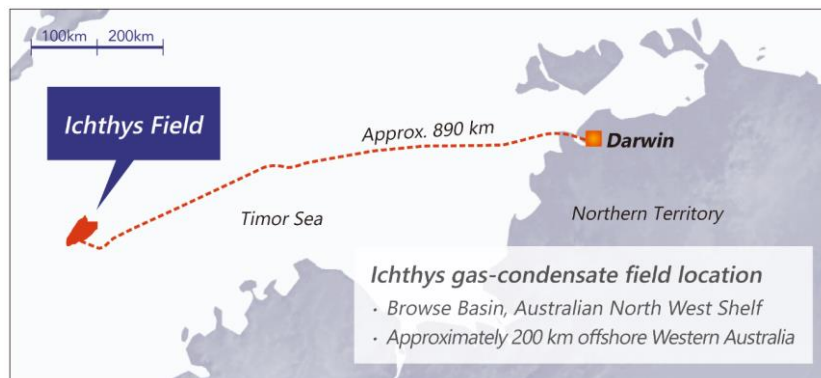 100km 200km
Ichthys Field
Approx. 890 km
Darwin
Timor Sea
Northern Territory
Ichthys gas-condensate field location
· Browse Basin, Australian North West Shelf
· Approximately 200 km offshore Western Australia